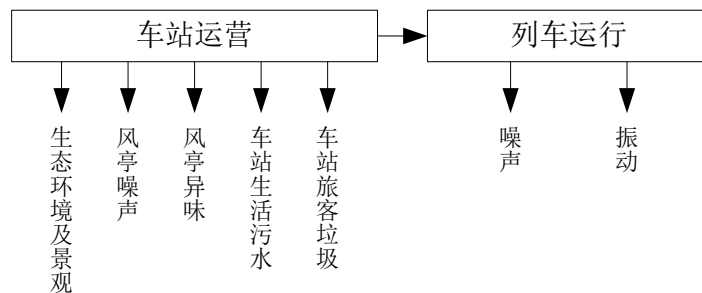 车站运营
列车运行
生态环境及景观
风亭噪声
风亭异味
车站生活污水
车站旅客垃圾
噪声
振动